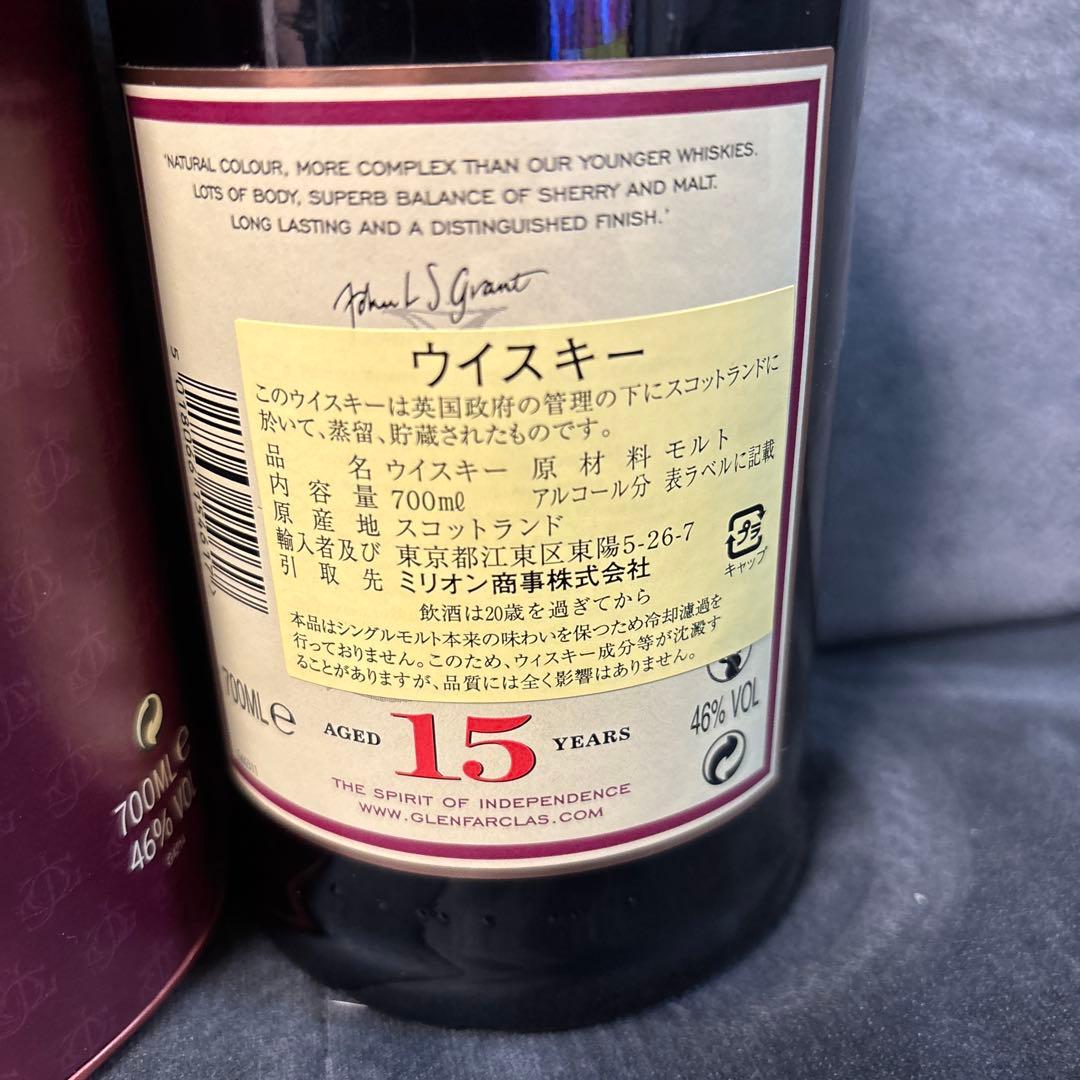 'NATURAL COLOUR, MORE COMPLEX THAN OUR YOUNGER WHISKIES.
LOTS OF BODY, SUPERB BALANCE OF SHERRY AND MALT.
LONG LASTING AND A DISTINGUISHED FINISH.'
John L S. Grant
ウイスキー
このウイスキーは英国政府の管理の下にスコットランドに
於いて、蒸留、貯蔵されたものです。
品名 ウイスキー 原材料 モルト
内容量 700mℓ アルコール分 表ラベルに記載
原産地 スコットランド
輸入者及び 東京都江東区東陽5-26-7
引取先 ミリオン商事株式会社
プラ
キャップ
飲酒は20歳を過ぎてから
本品はシングルモルト本来の味わいを保つため冷却濾過を
行っておりません。このため、ウィスキー成分等が沈澱す
ることがありますが、品質には全く影響はありません。
700ML e
AGED 15 YEARS
46% VOL
THE SPIRIT OF INDEPENDENCE
WWW.GLENFARCLAS.COM
700ML e
46% VOL